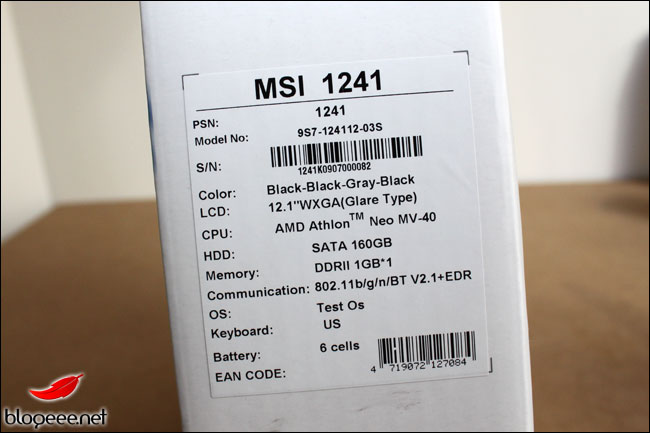 MSI 1241
PSN: 1241
Model No: 9S7-124112-03S
S/N: 1241K0907000082
Color: Black-Black-Gray-Black
LCD: 12.1"WXGA(Glare Type)
CPU: AMD Athlon™ Neo MV-40
HDD: SATA 160GB
Memory: DDRII 1GB*1
Communication: 802.11b/g/n/BT V2.1+EDR
OS: Test Os
Keyboard: US
Battery: 6 cells
EAN CODE: 4 719072 127084
blogeee.net